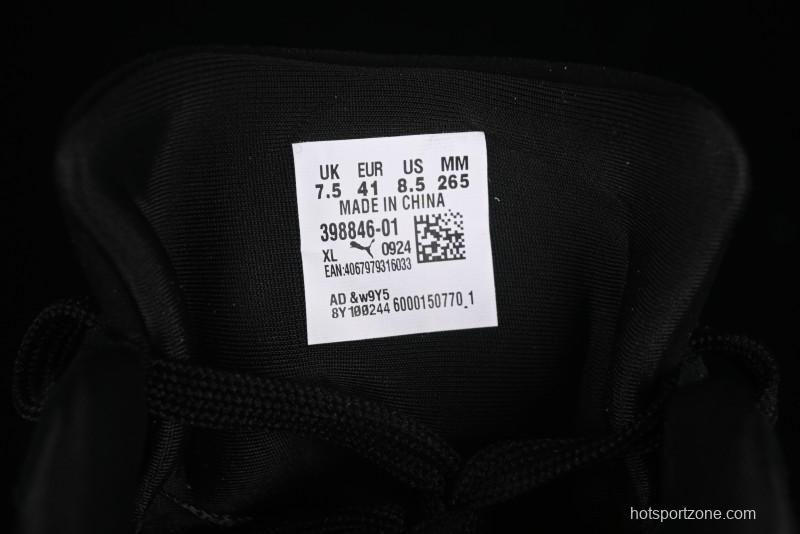 UK EUR US MM
7.5 41 8.5 265
MADE IN CHINA
398846-01
XL 0924
EAN:4067979316033
AD &w9Y5
8Y100244 6000150770_1
hotsportzone.com